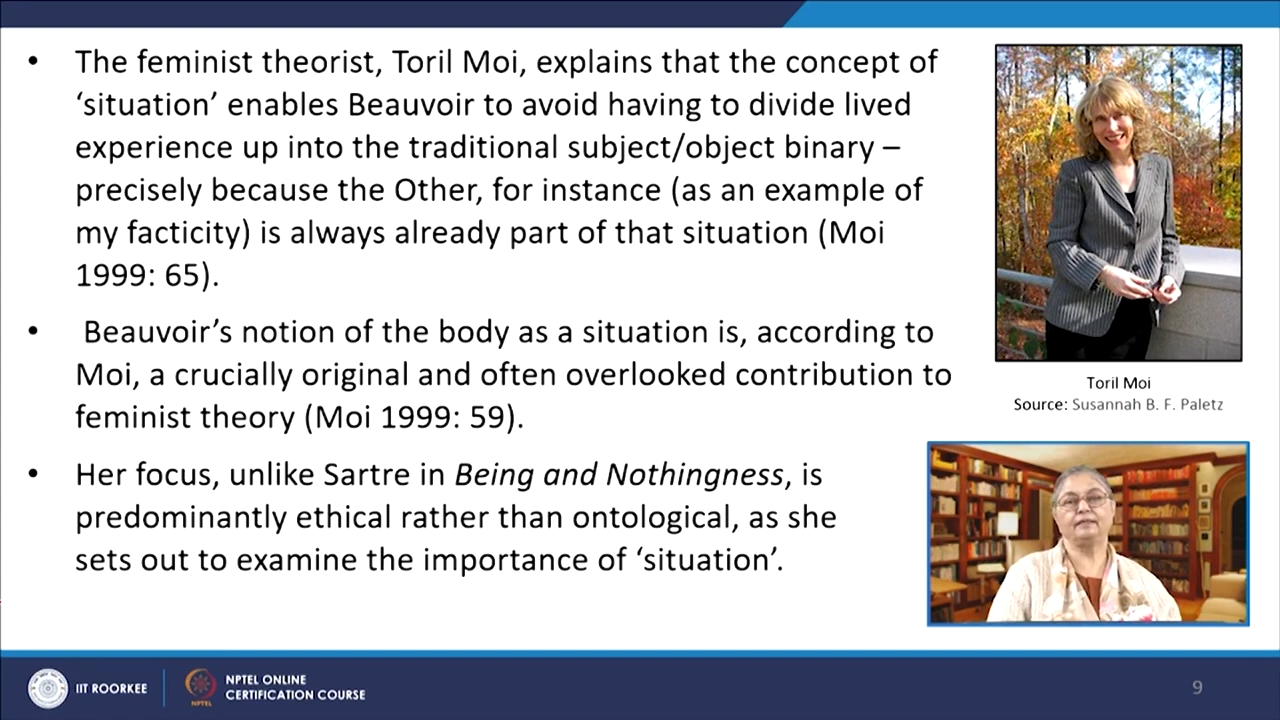 • The feminist theorist, Toril Moi, explains that the concept of
‘situation’ enables Beauvoir to avoid having to divide lived
experience up into the traditional subject/object binary –
precisely because the Other, for instance (as an example of
my facticity) is always already part of that situation (Moi
1999: 65).
• Beauvoir’s notion of the body as a situation is, according to
Moi, a crucially original and often overlooked contribution to
feminist theory (Moi 1999: 59).
• Her focus, unlike Sartre in Being and Nothingness, is
predominantly ethical rather than ontological, as she
sets out to examine the importance of ‘situation’.
Toril Moi
Source: Susannah B. F. Paletz
IIT ROORKEE
NPTEL
NPTEL ONLINE
CERTIFICATION COURSE
9